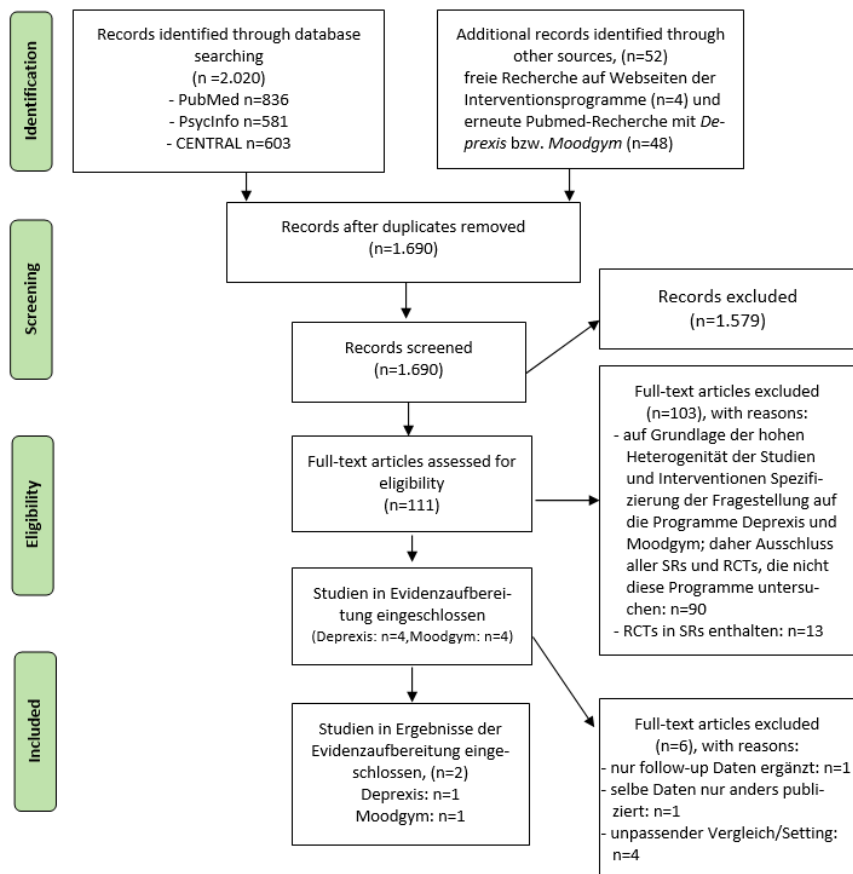 Identification
Records identified through database
searching
(n =2.020)
- PubMed n=836
- PsycInfo n=581
- CENTRAL n=603
Additional records identified through
other sources, (n=52)
freie Recherche auf Webseiten der
Interventionsprogramme (n=4) und
erneute Pubmed-Recherche mit De-
prexis bzw. Moodgym (n=48)
Screening
Records after duplicates removed
(n=1.690)
Records screened
(n=1.690)
Records excluded
(n=1.579)
Eligibility
Full-text articles assessed for
eligibility
(n=111)
Full-text articles excluded
(n=103), with reasons:
- auf Grundlage der hohen
Heterogenität der Studien
und Interventionen Spezifi-
zierung der Fragestellung auf
die Programme Deprexis und
Moodgym; daher Ausschluss
aller SRs und RCTs, die nicht
diese Programme untersu-
chen: n=90
- RCTs in SRs enthalten: n=13
Studien in Evidenzaufberei-
tung eingeschlossen
(Deprexis: n=4,Moodgym: n=4)
Included
Studien in Ergebnisse der
Evidenzaufbereitung einge-
schlossen, (n=2)
Deprexis: n=1
Moodgym: n=1
Full-text articles excluded
(n=6), with reasons:
- nur follow-up Daten ergänzt: n=1
- selbe Daten nur anders publi-
ziert: n=1
- unpassender Vergleich/Setting:
n=4